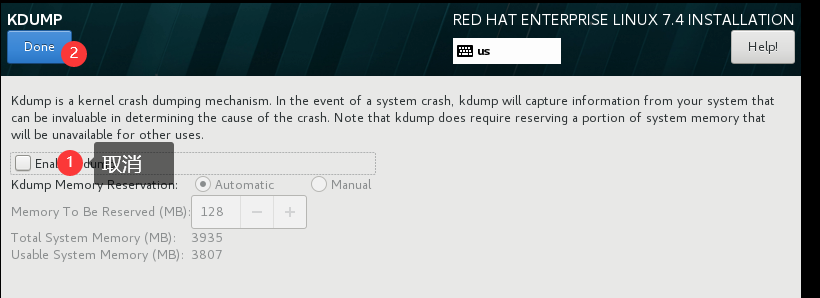 KDUMP
RED HAT ENTERPRISE LINUX 7.4 INSTALLATION
Done
2
us
Help!
Kdump is a kernel crash dumping mechanism. In the event of a system crash, kdump will capture information from your system that
can be invaluable in determining the cause of the crash. Note that kdump does require reserving a portion of system memory that
will be unavailable for other uses.
1
取消
Kdump Memory Reservation: Automatic Manual
Memory To Be Reserved (MB): 128 − +
Total System Memory (MB): 3935
Usable System Memory (MB): 3807